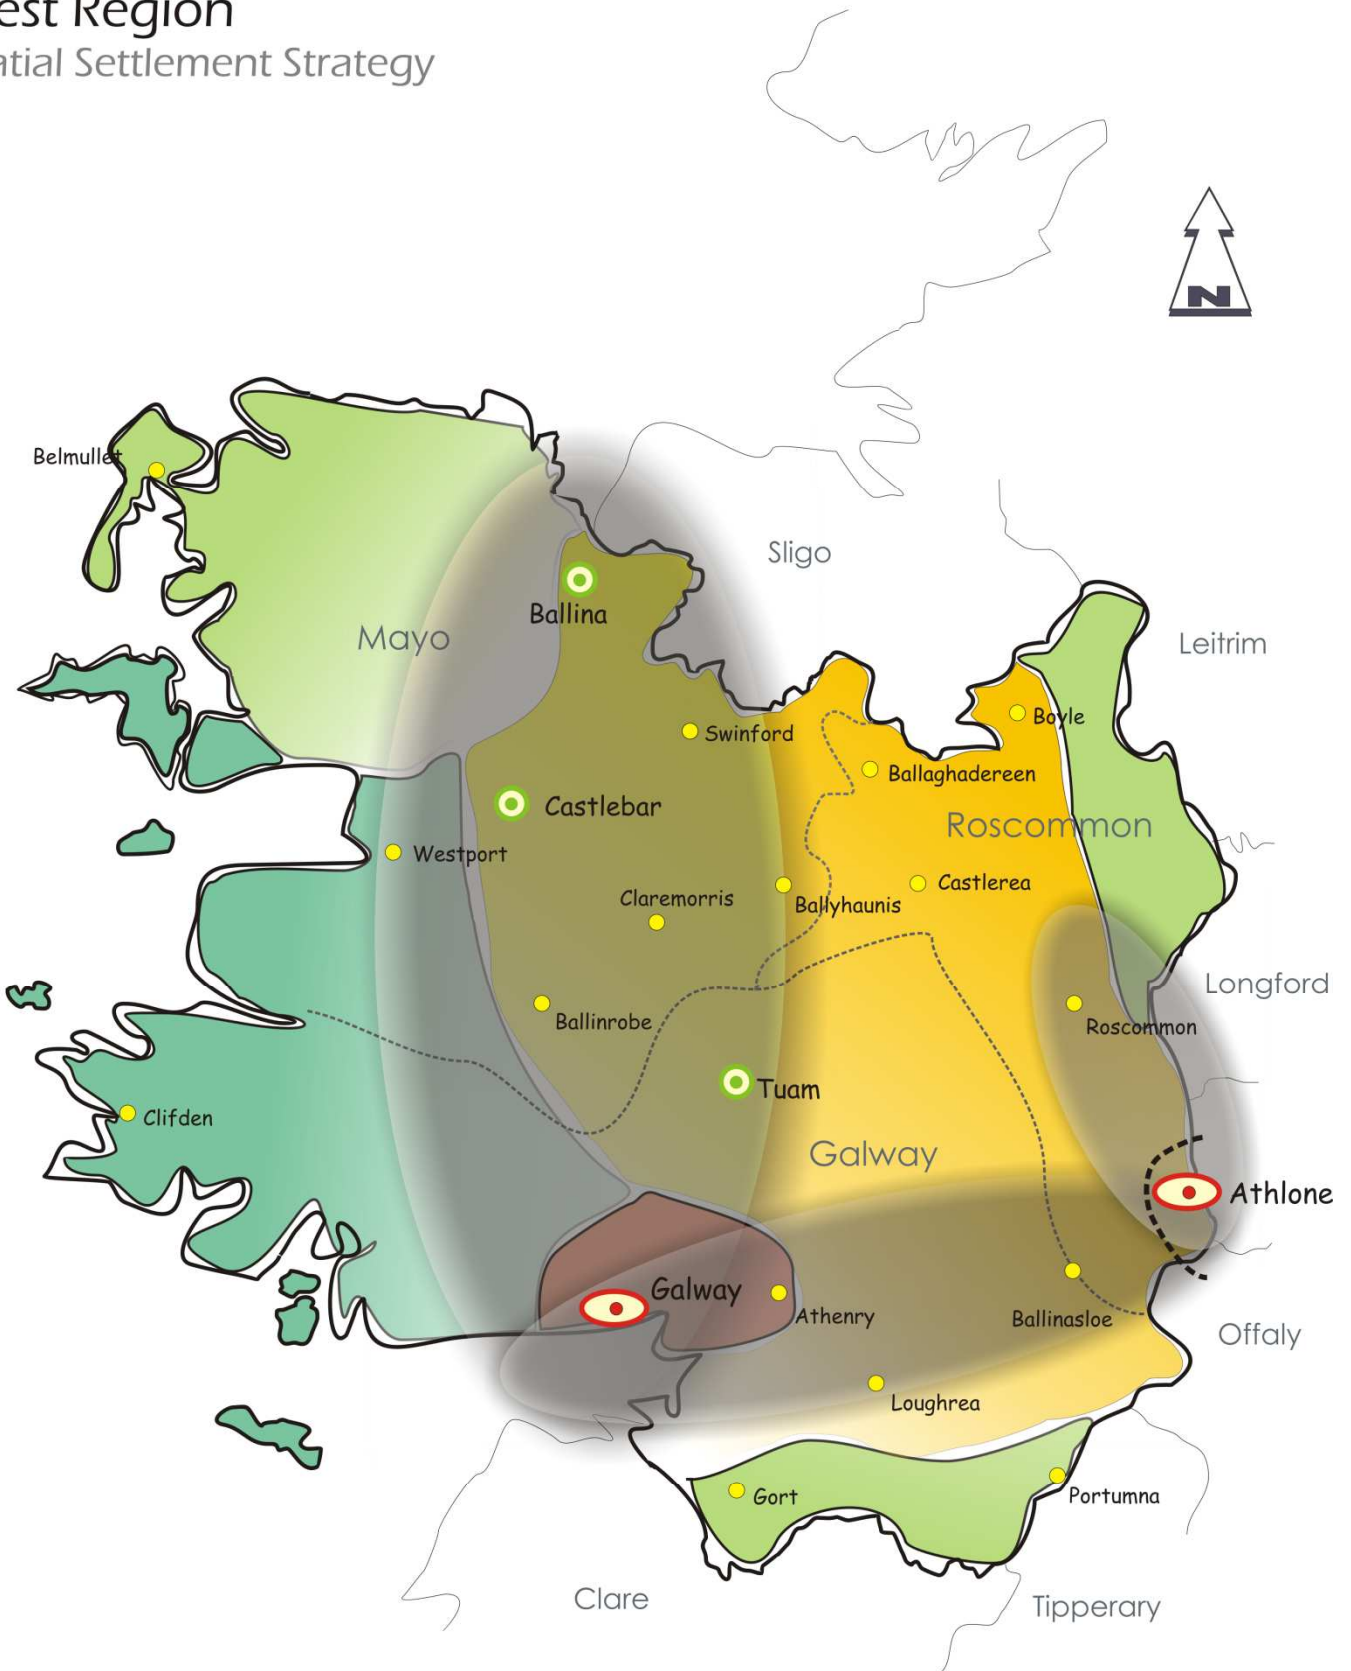 est Region
atial Settlement Strategy
N
Belmullet
Sligo
Ballina
Mayo
Leitrim
Boyle
Swinford
Ballaghadereen
Castlebar
Roscommon
Westport
Castlerea
Claremorris
Ballyhaunis
Longford
Ballinrobe
Roscommon
Tuam
Clifden
Galway
Athlone
Galway
Athenry
Ballinasloe
Offaly
Loughrea
Gort
Portumna
Clare
Tipperary